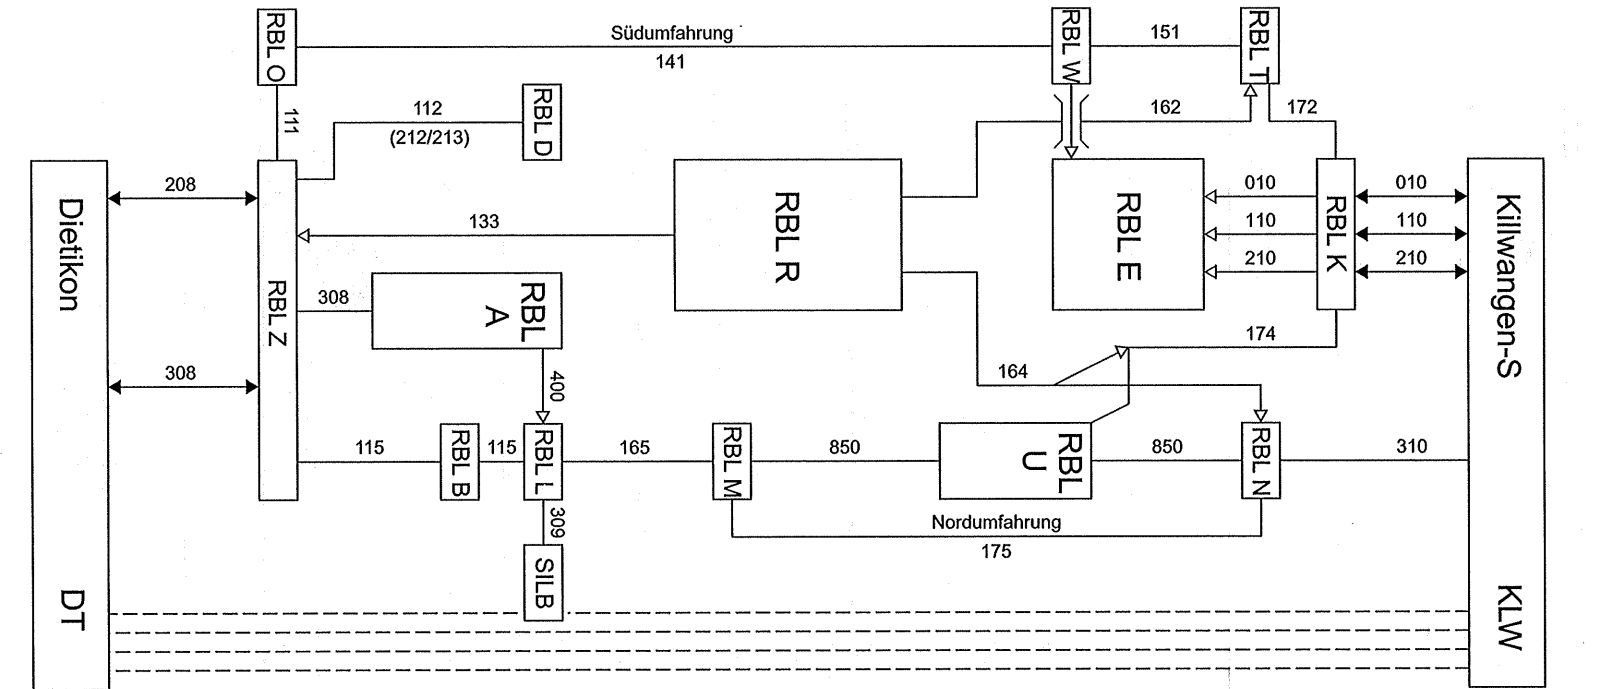 RBL O
Südumfahrung
141
RBL W
151
RBL T
111
112
(212/213)
RBL D
162
172
Dietikon
DT
208
308
RBL Z
133
308
RBL
A
400
RBL R
RBL E
010
110
210
RBL K
010
110
210
Killwangen-S
KLW
174
164
115
RBL B
115
RBL L
165
RBL M
850
RBL
U
850
RBL N
310
309
SILB
Nordumfahrung
175